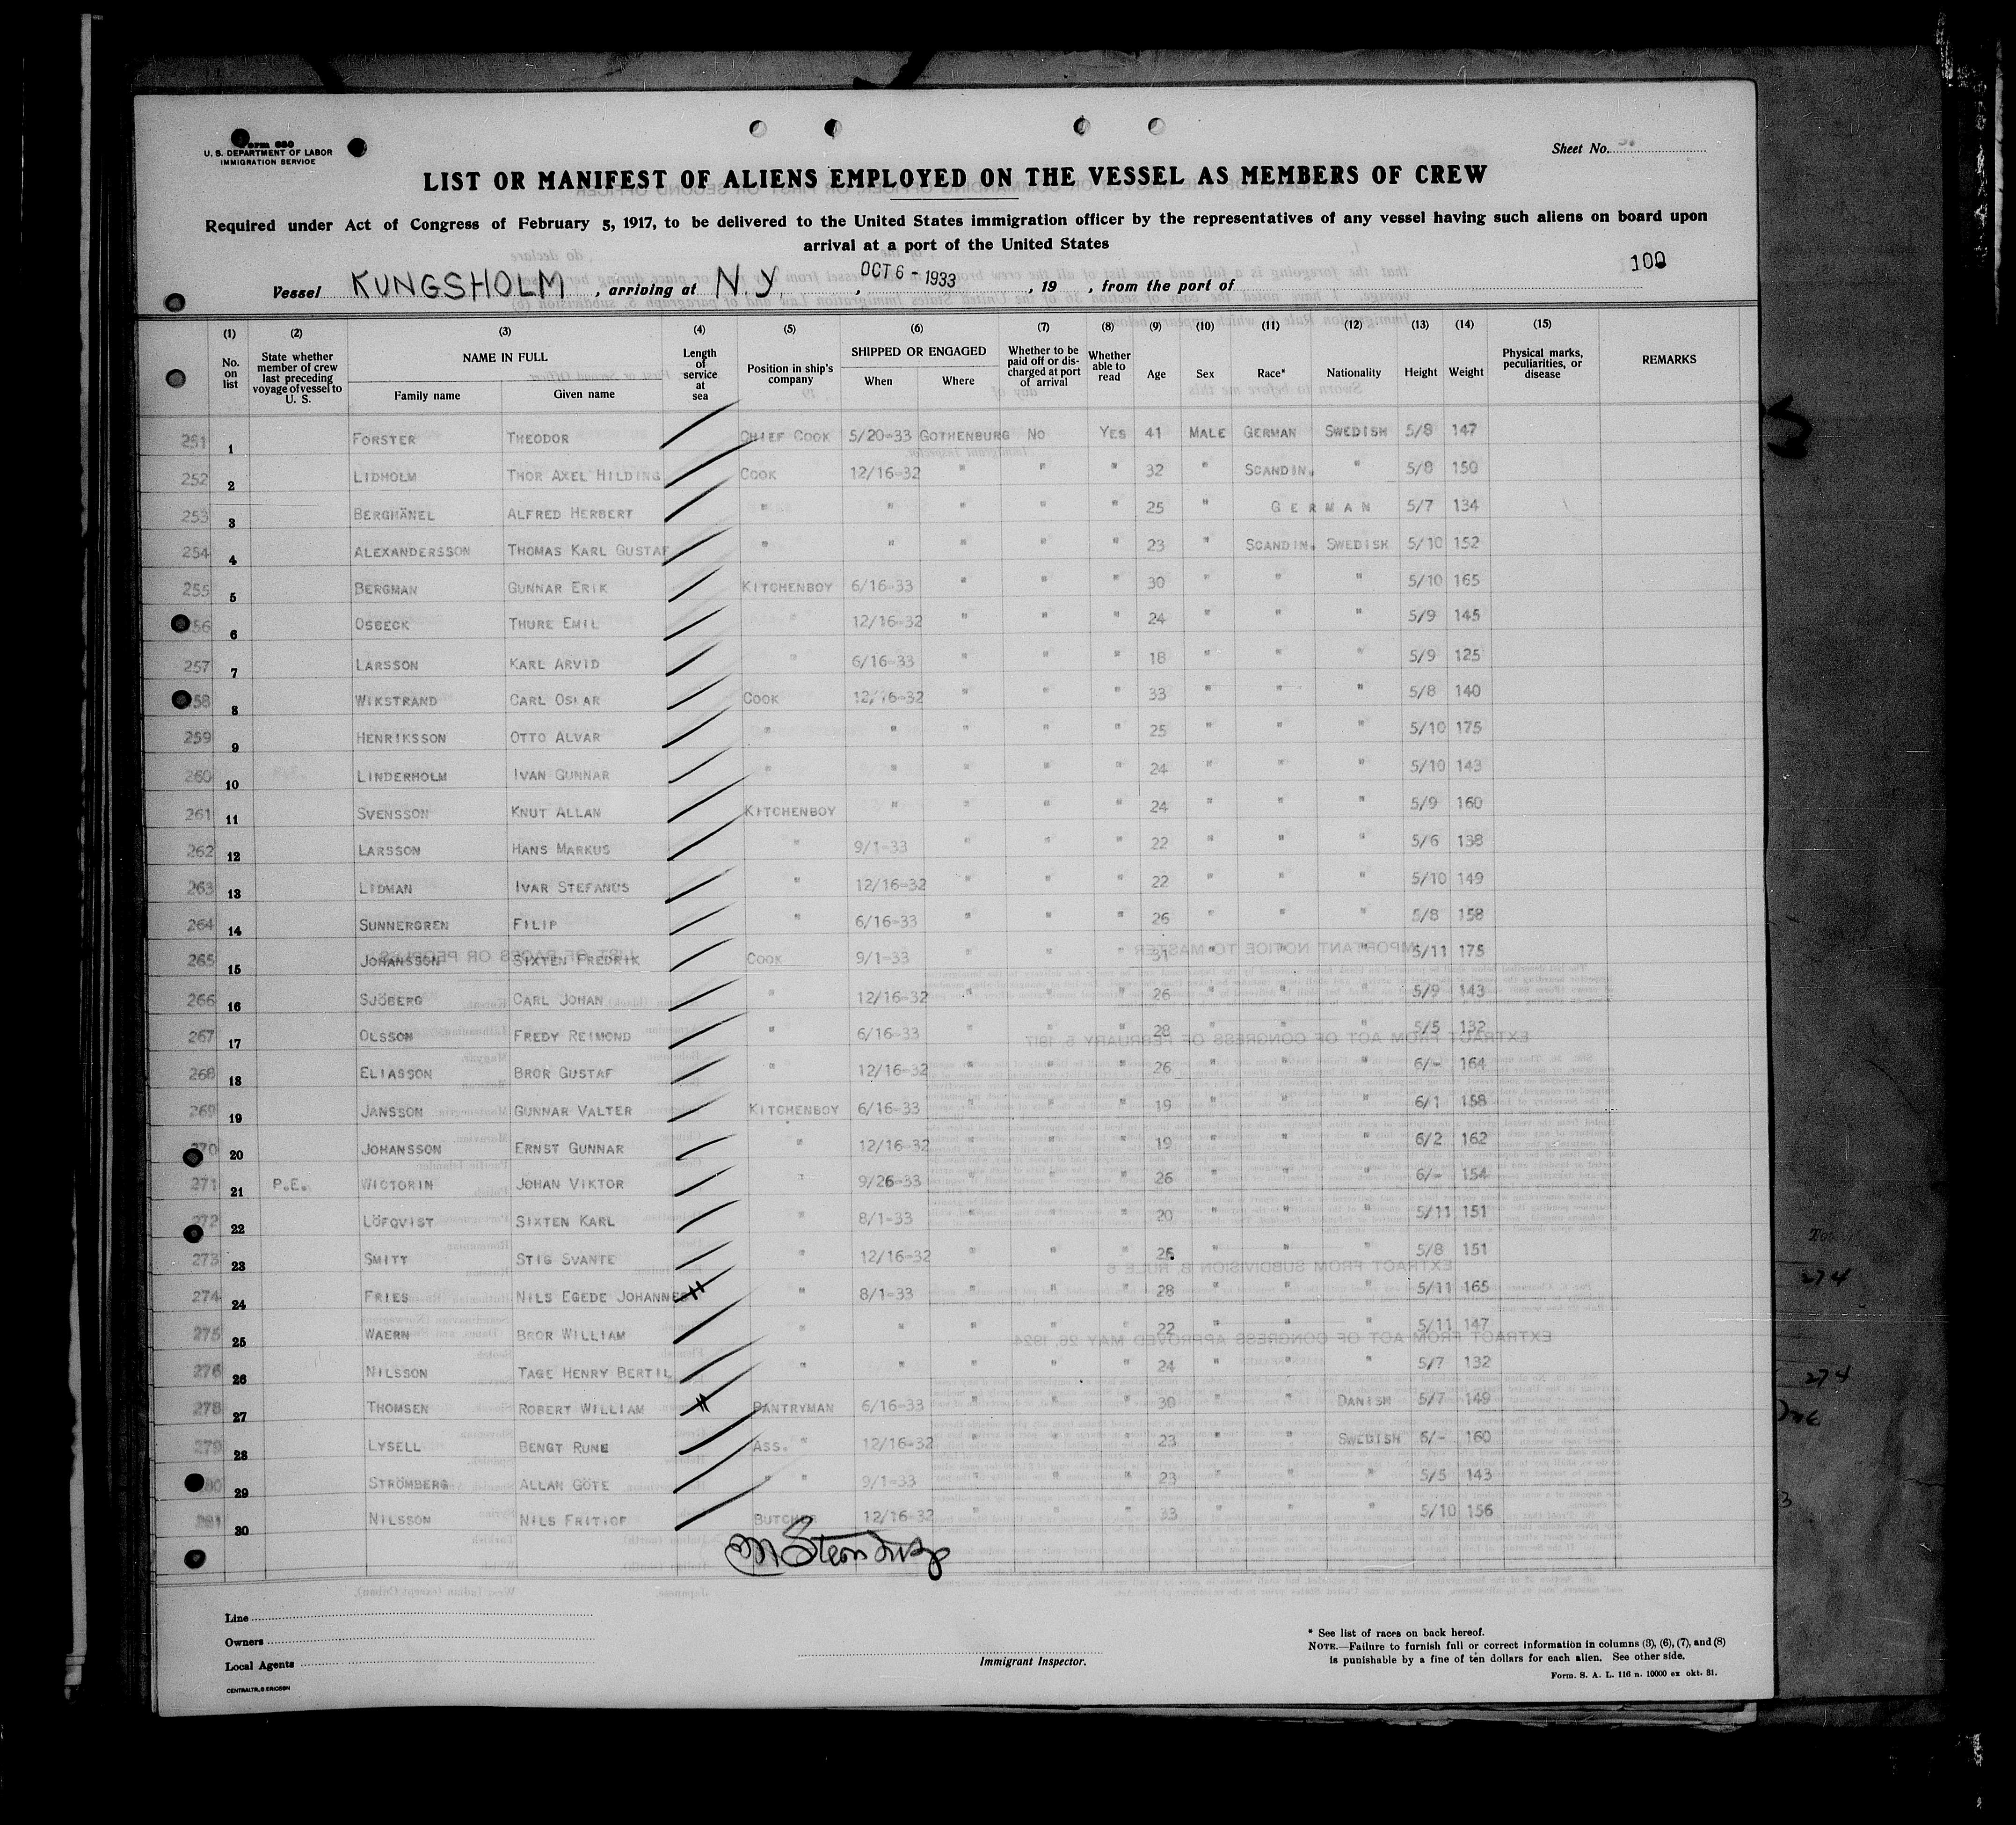 Form 680
U. S. DEPARTMENT OF LABOR
IMMIGRATION SERVICE
Sheet No.
LIST OR MANIFEST OF ALIENS EMPLOYED ON THE VESSEL AS MEMBERS OF CREW
Required under Act of Congress of February 5, 1917, to be delivered to the United States immigration officer by the representatives of any vessel having such aliens on board upon
arrival at a port of the United States
100
Vessel KUNGSHOLM, arriving at N.Y., OCT 6 - 1933, 19 , from the port of
(1) (2) (3) (4) (5) (6) (7) (8) (9) (10) (11) (12) (13) (14) (15)
No. on list | State whether member of crew last preceding voyage of vessel to U. S. | NAME IN FULL | Family name | Given name | Length of service at sea | Position in ship's company | SHIPPED OR ENGAGED | When | Where | Whether to be paid off or discharged at port of arrival | Whether able to read | Age | Sex | Race* | Nationality | Height | Weight | Physical marks, peculiarities, or disease | REMARKS
251 1 FORSTER THEODOR CHIEF COOK 5/20-33 GOTHENBURG NO YES 41 MALE GERMAN SWEDISH 5/8 147
252 2 LIDHOLM THOR AXEL HILDING COOK 12/16-32 " " " 32 " SCANDIN. " 5/8 150
253 3 BERGHÄNEL ALFRED HERBERT " " " " " 25 " GERMAN 5/7 134
254 4 ALEXANDERSSON THOMAS KARL GUSTAF " " " " " 23 " SCANDIN. SWEDISH 5/10 152
255 5 BERGMAN GUNNAR ERIK KITCHENBOY 6/16-33 " " " 30 " " " 5/10 165
56 6 OSBECK THURE EMIL " 12/16-32 " " " 24 " " " 5/9 145
257 7 LARSSON KARL ARVID " 6/16-33 " " " 18 " " " 5/9 125
58 8 WIKSTRAND CARL OSKAR COOK 12/16-32 " " " 33 " " " 5/8 140
259 9 HENRIKSSON OTTO ALVAR " " " " " 25 " " " 5/10 175
260 10 LINDERHOLM IVAN GUNNAR " " " " " 24 " " " 5/10 143
261 11 SVENSSON KNUT ALLAN KITCHENBOY " " " " 24 " " " 5/9 160
262 12 LARSSON HANS MARKUS " 9/1-33 " " " 22 " " " 5/6 138
263 13 LIDMAN IVAR STEFANUS " 12/16-32 " " " 22 " " " 5/10 149
264 14 SUNNERGREN FILIP " 6/16-33 " " " 26 " " " 5/8 158
265 15 JOHANSSON SIXTEN FREDRIK COOK 9/1-33 " " " 31 " " " 5/11 175
266 16 SJÖBERG CARL JOHAN " 12/16-32 " " " 26 " " " 5/9 143
267 17 OLSSON FREDY REIMOND " 6/16-33 " " " 28 " " " 5/5 132
268 18 ELIASSON BROR GUSTAF " 12/16-32 " " " 26 " " " 6/- 164
269 19 JANSSON GUNNAR VALTER KITCHENBOY 6/16-33 " " " 19 " " " 6/1 158
270 20 JOHANSSON ERNST GUNNAR " 12/16-32 " " " 19 " " " 6/2 162
271 21 P.E. WICTORIN JOHAN VIKTOR " 9/26-33 " " " 26 " " " 6/- 154
272 22 LÖFQVIST SIXTEN KARL " 8/1-33 " " " 20 " " " 5/11 151
273 23 SMITT STIG SVANTE " 12/16-32 " " " 26 " " " 5/8 151
274 24 FRIES NILS EGEDE JOHANNES " 8/1-33 " " " 28 " " " 5/11 165
275 25 WAERN BROR WILLIAM " " " " " 22 " " " 5/11 147
276 26 NILSSON TAGE HENRY BERTIL " " " " " 24 " " " 5/7 132
278 27 THOMSEN ROBERT WILLIAM PANTRYMAN 6/16-33 " " " 30 " " DANISH 5/7 149
279 28 LYSELL BENGT RUNE ASS. " 12/16-32 " " " 23 " " SWEDISH 6/- 160
80 29 STRÖMBERG ALLAN GÖTE " " 9/1-33 " " " 23 " " " 5/5 143
281 30 NILSSON NILS FRITIOF BUTCHER 12/16-32 " " " 33 " " " 5/10 156
Line
Owners
Local Agents
CENTRALTR., G. ERICSSON
Immigrant Inspector.
* See list of races on back hereof.
NOTE.—Failure to furnish full or correct information in columns (3), (6), (7), and (8)
is punishable by a fine of ten dollars for each alien. See other side.
Form. S. A. L. 116 n. 10000 ex okt. 31.
274
274